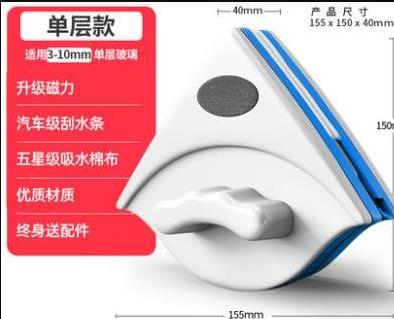 单层款
适用3-10mm单层玻璃
升级磁力
汽车级刮水条
五星级吸水棉布
优质材质
终身送配件
40mm
产品尺寸
155 x 150 x 40mm
150
155mm